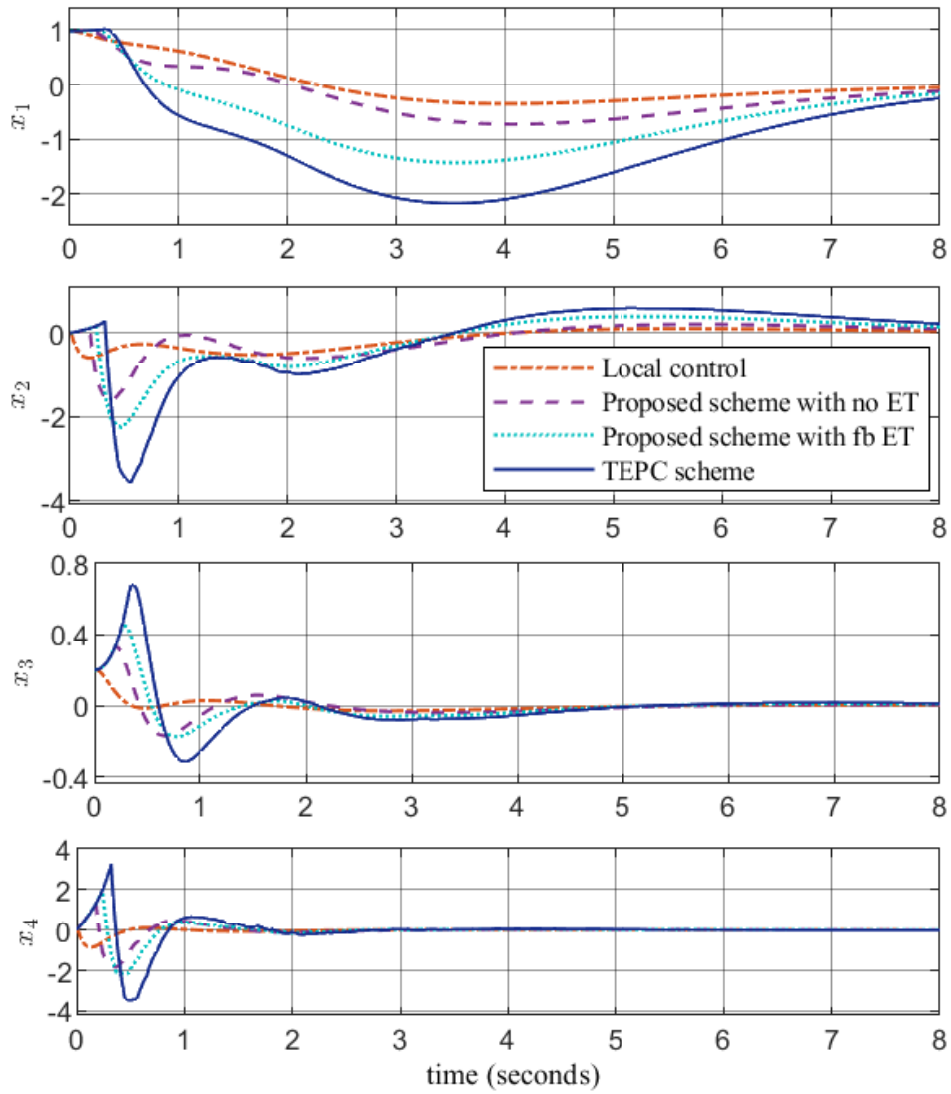 1
0
-1
-2
x1
0 1 2 3 4 5 6 7 8
0
-2
-4
x2
Local control
Proposed scheme with no ET
Proposed scheme with fb ET
TEPC scheme
0 1 2 3 4 5 6 7 8
0.8
0.4
0
-0.4
x3
0 1 2 3 4 5 6 7 8
4
2
0
-2
-4
x4
0 1 2 3 4 5 6 7 8
time (seconds)